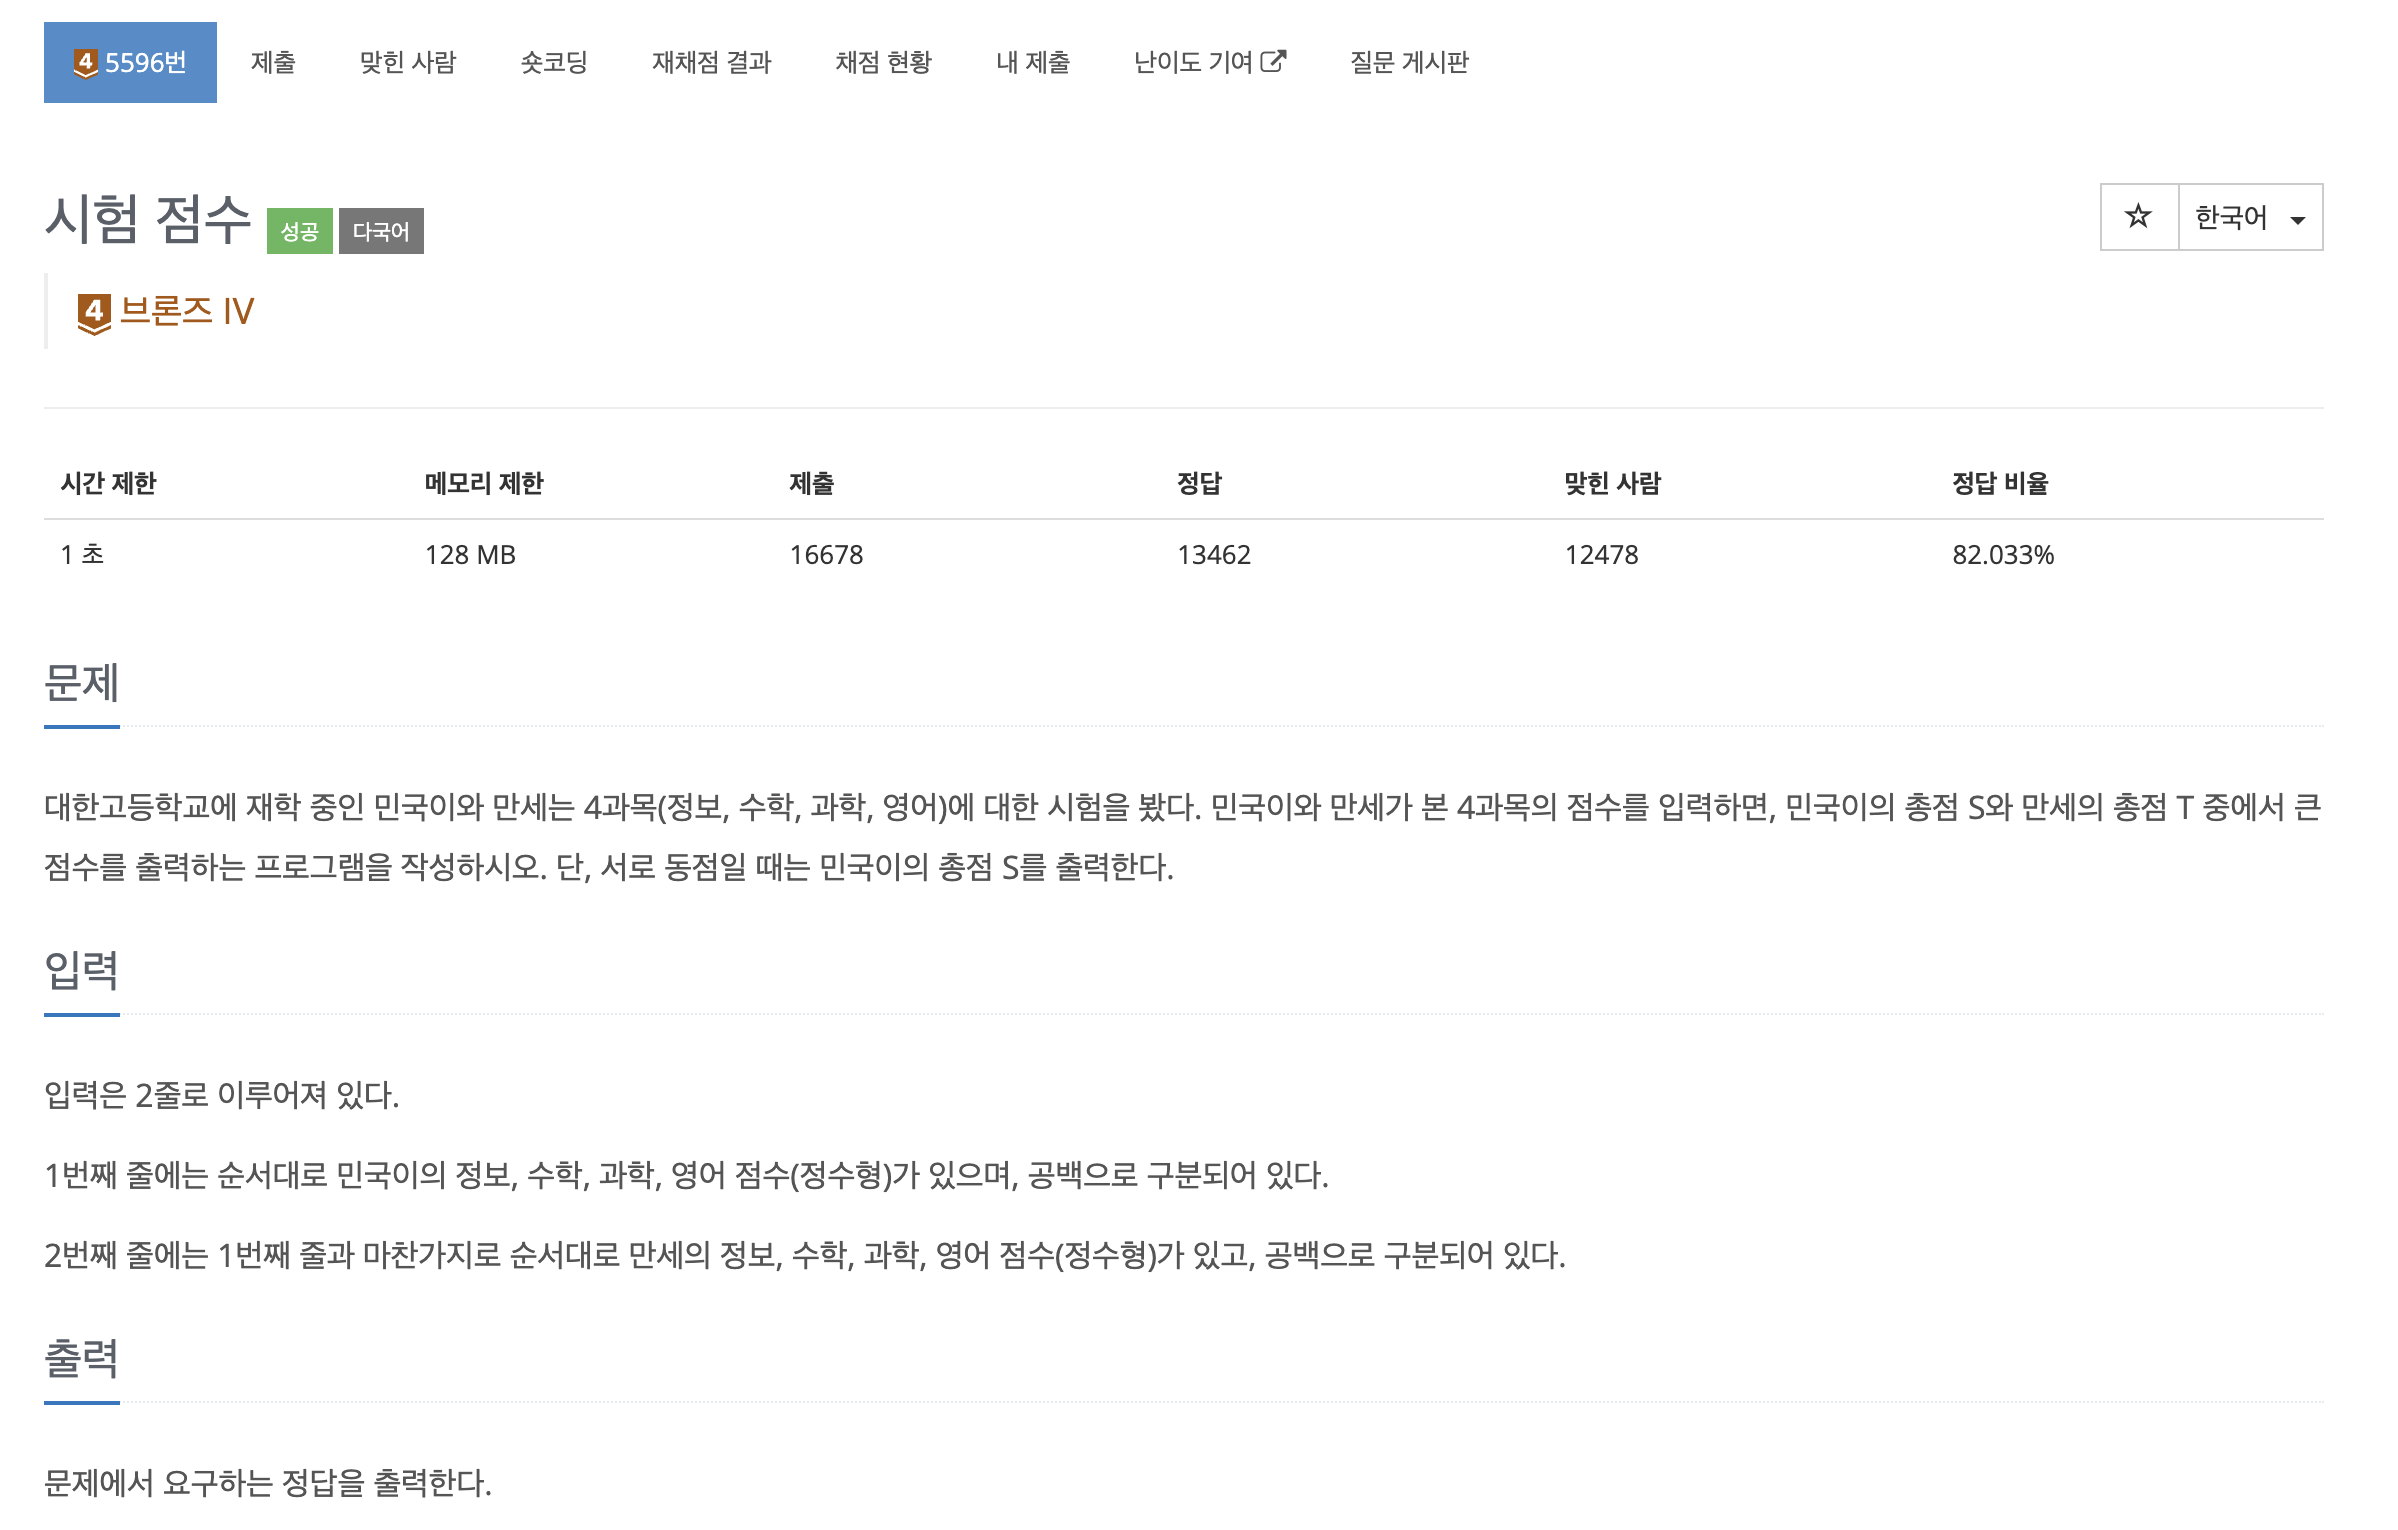 4 5596번 제출 맞힌 사람 숏코딩 재채점 결과 채점 현황 내 제출 난이도 기여 질문 게시판
시험 점수 성공 다국어 ☆ 한국어
4 브론즈 IV
시간 제한 메모리 제한 제출 정답 맞힌 사람 정답 비율
1 초 128 MB 16678 13462 12478 82.033%
문제
대한고등학교에 재학 중인 민국이와 만세는 4과목(정보, 수학, 과학, 영어)에 대한 시험을 봤다. 민국이와 만세가 본 4과목의 점수를 입력하면, 민국이의 총점 S와 만세의 총점 T 중에서 큰
점수를 출력하는 프로그램을 작성하시오. 단, 서로 동점일 때는 민국이의 총점 S를 출력한다.
입력
입력은 2줄로 이루어져 있다.
1번째 줄에는 순서대로 민국이의 정보, 수학, 과학, 영어 점수(정수형)가 있으며, 공백으로 구분되어 있다.
2번째 줄에는 1번째 줄과 마찬가지로 순서대로 만세의 정보, 수학, 과학, 영어 점수(정수형)가 있고, 공백으로 구분되어 있다.
출력
문제에서 요구하는 정답을 출력한다.